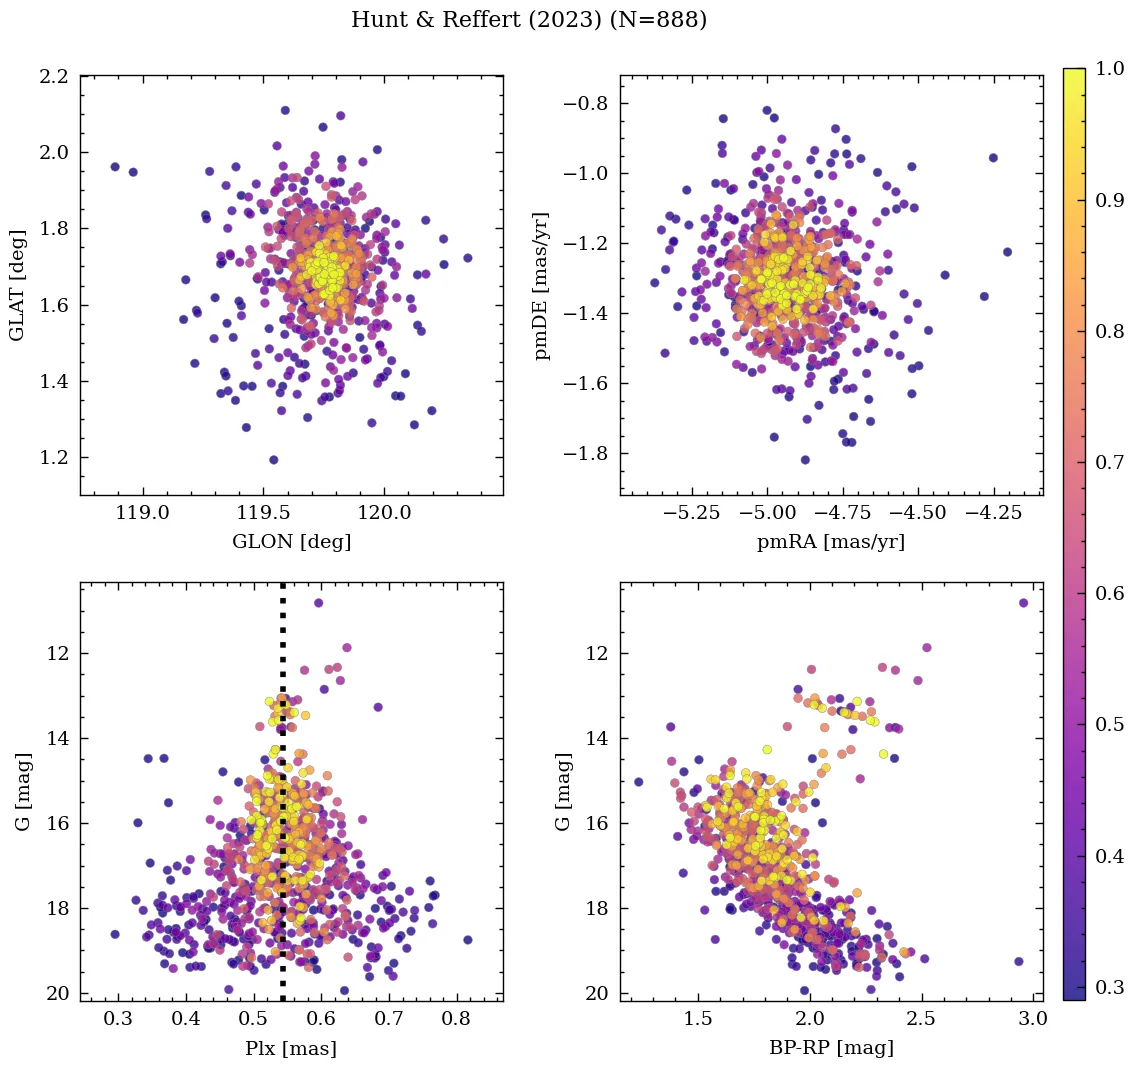 Hunt & Reffert (2023) (N=888)
2.2
2.0
1.8
1.6
1.4
1.2
GLAT [deg]
119.0 119.5 120.0
GLON [deg]
−0.8
−1.0
−1.2
−1.4
−1.6
−1.8
pmDE [mas/yr]
−5.25 −5.00 −4.75 −4.50 −4.25
pmRA [mas/yr]
12
14
16
18
20
G [mag]
0.3 0.4 0.5 0.6 0.7 0.8
Plx [mas]
12
14
16
18
20
G [mag]
1.5 2.0 2.5 3.0
BP-RP [mag]
1.0
0.9
0.8
0.7
0.6
0.5
0.4
0.3